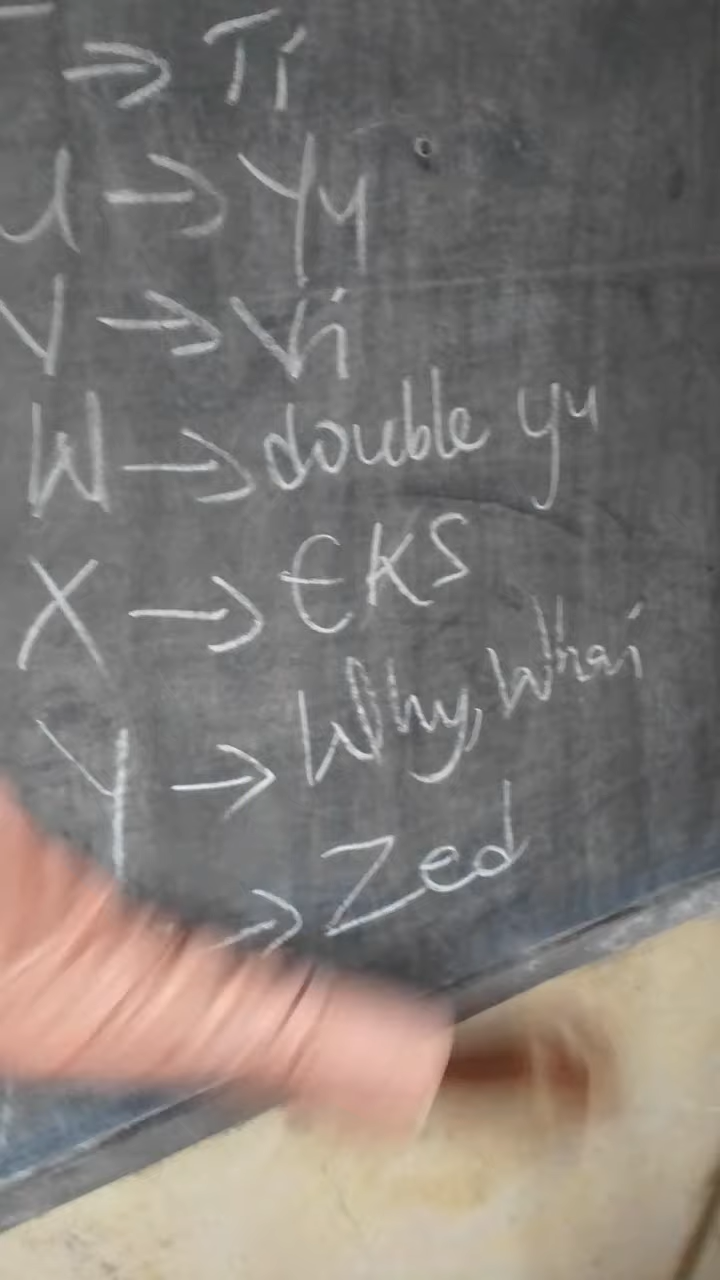 T → Ti
U → Yu
V → Vi
W → double yu
X → EKS
Y → Why, Whai
→ Zed